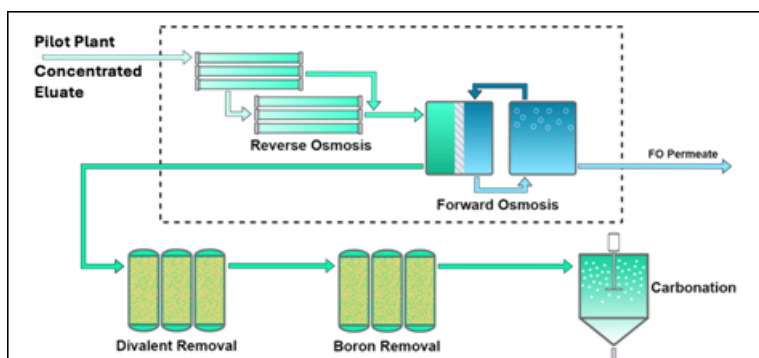 Pilot Plant
Concentrated
Eluate
Reverse Osmosis
FO Permeate
Forward Osmosis
Carbonation
Divalent Removal
Boron Removal